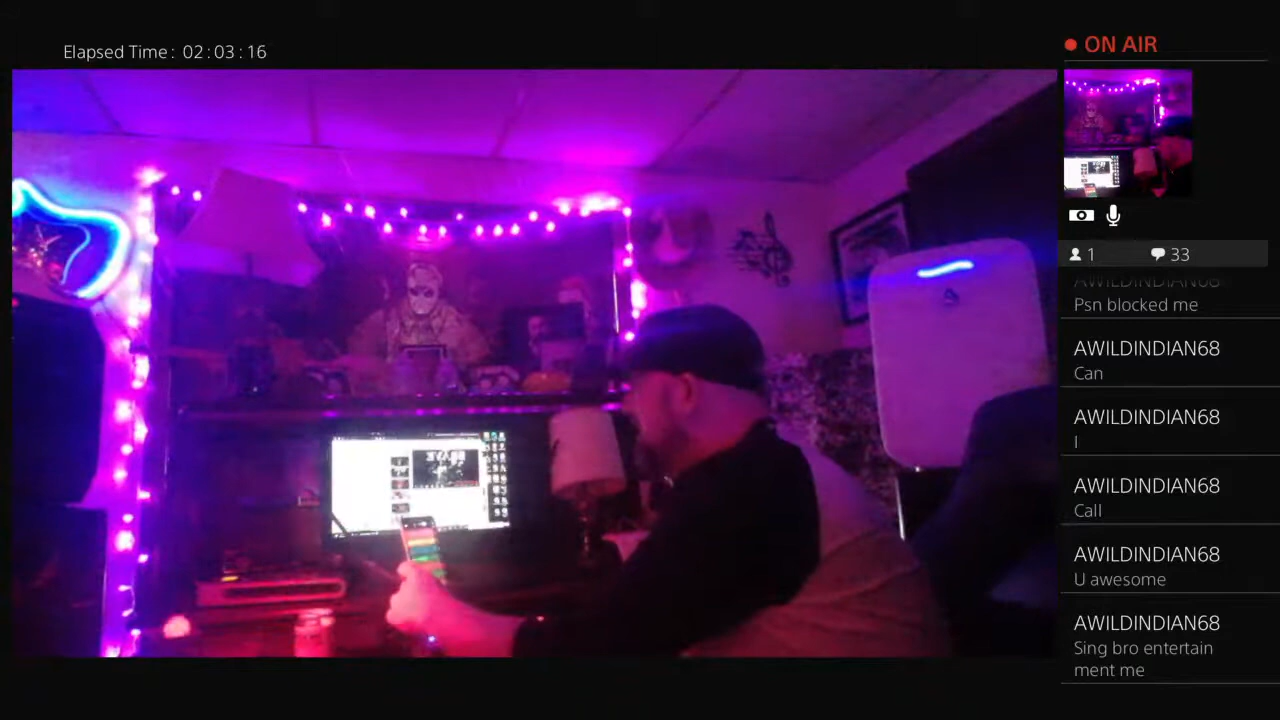 Elapsed Time: 02:03:16
ON AIR
1 33
AWILDINDIAN68
Psn blocked me
AWILDINDIAN68
Can
AWILDINDIAN68
I
AWILDINDIAN68
Call
AWILDINDIAN68
U awesome
AWILDINDIAN68
Sing bro entertain
ment me